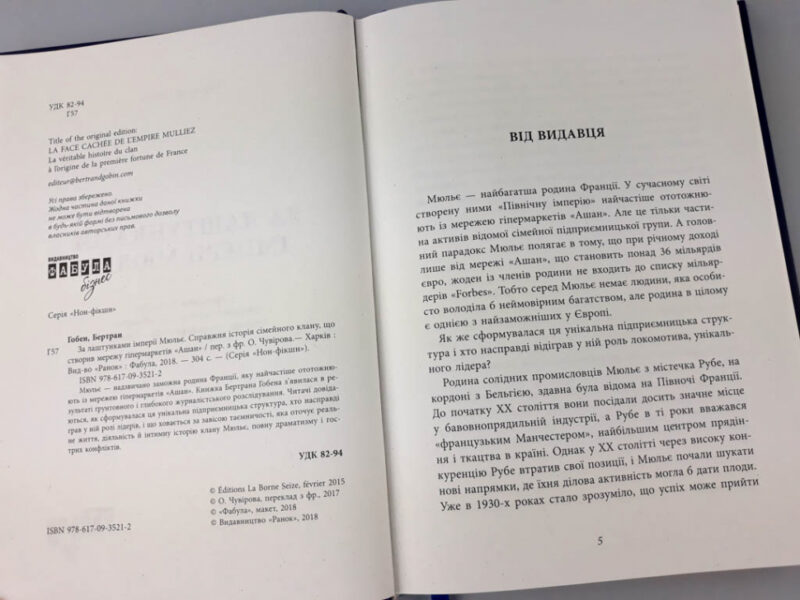 УДК 82-94
Г57
Title of the original edition:
LA FACE CACHÉE DE L'EMPIRE MULLIEZ
La véritable histoire du clan
à l'origine de la première fortune de France
editeur@bertrandgobin.com
Усі права збережено.
Жодна частина даної книжки
не може бути відтворена
в будь-якій формі без письмового дозволу
власників авторських прав.
видавництво
ФАБУЛА
бізнес
Серія «Нон-фікшн»
Гобен, Бертран
Г57 За лаштунками імперії Мюльє. Справжня історія сімейного клану, що
створив мережу гіпермаркетів «Ашан» / пер. з фр. О. Чувірова. — Харків :
Вид-во «Ранок» : Фабула, 2018. — 304 с. — (Серія «Нон-фікшн»).
ISBN 978-617-09-3521-2
Мюльє — надзвичайно заможна родина Франції, яку найчастіше ототожню-
ють із мережею гіпермаркетів «Ашан». Книжка Бертрана Гобена з'явилася в ре-
зультаті ґрунтовного і глибокого журналістського розслідування. Читачі довіда-
ються, як сформувалася ця унікальна підприємницька структура, хто насправді
відіграв у ній ролі лідерів, і що ховається за завісою таємничості, яка оточує реаль-
не життя, діяльність й інтимну історію клану Мюльє, повну драматизму і гос-
трих конфліктів.
УДК 82-94
© Éditions La Borne Seize, février 2015
© О. Чувірова, переклад з фр., 2017
© «Фабула», макет, 2018
© Видавництво «Ранок», 2018
ISBN 978-617-09-3521-2
ВІД ВИДАВЦЯ
Мюльє — найбагатша родина Франції. У сучасному світі
створену ними «Північну імперію» найчастіше ототожню-
ють із мережею гіпермаркетів «Ашан». Але це тільки части-
на активів відомої сімейної підприємницької групи. А голов-
ний парадокс Мюльє полягає в тому, що при річному доході
лише від мережі «Ашан», що становить понад 36 мільярдів
євро, жоден із членів родини не входить до списку мільяр-
дерів «Forbes». Тобто серед Мюльє немає людини, яка особи-
сто володіла б неймовірним багатством, але родина в цілому
є однією з найзаможніших у Європі.
Як же сформувалася ця унікальна підприємницька струк-
тура і хто насправді відіграв у ній роль локомотива, унікаль-
ного лідера?
Родина солідних промисловців Мюльє з містечка Рубе, на
кордоні з Бельгією, здавна була відома на Півночі Франції.
До початку XX століття вони посідали досить значне місце
у бавовнопрядильній індустрії, а Рубе в ті роки вважався
«французьким Манчестером», найбільшим центром прядін-
ня і ткацтва в країні. Однак у XX столітті через високу кон-
куренцію Рубе втратив свої позиції, і Мюльє почали шукати
нові напрямки, де їхня ділова активність могла б дати плоди.
Уже в 1930-х роках стало зрозуміло, що успіх може прийти
5